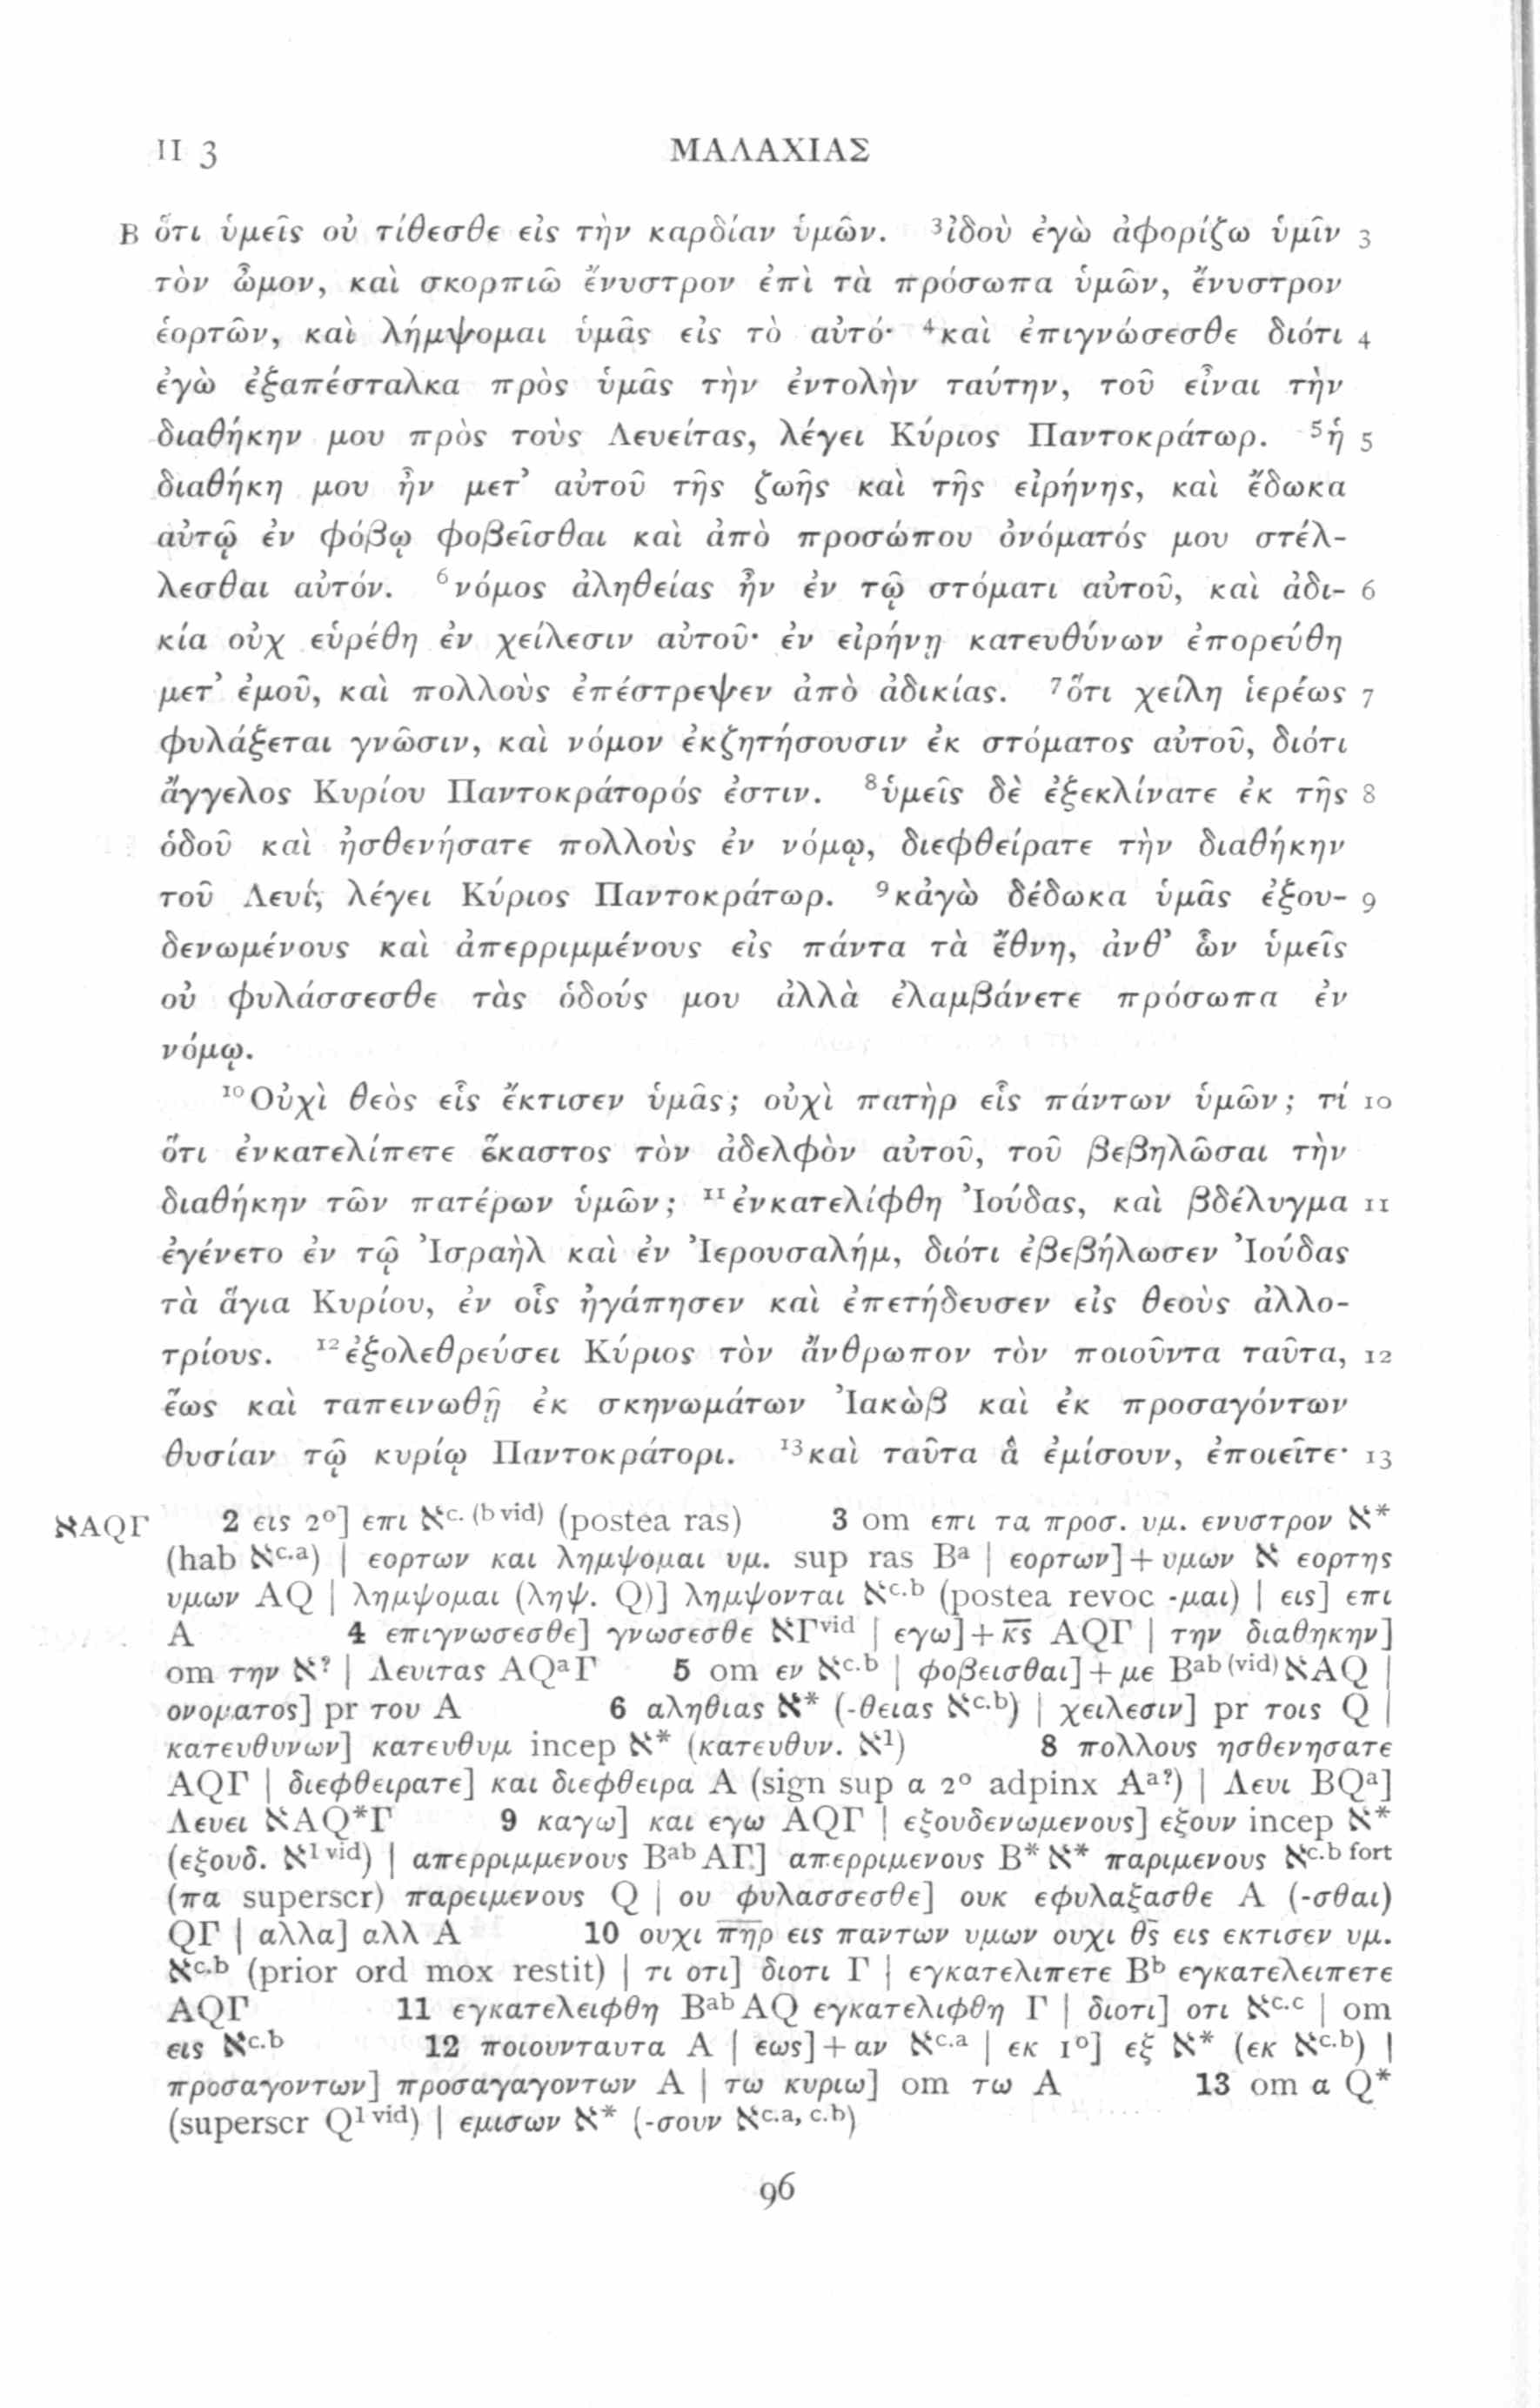 II 3 ΜΑΛΑΧΙΑΣ
B ὅτι ὑμεῖς οὐ τίθεσθε εἰς τὴν καρδίαν ὑμῶν. ³ἰδοὺ ἐγὼ ἀφορίζω ὑμῖν 3
τὸν ὦμον, καὶ σκορπιῶ ἔνυστρον ἐπὶ τὰ πρόσωπα ὑμῶν, ἔνυστρον
ἑορτῶν, καὶ λήμψομαι ὑμᾶς εἰς τὸ αὐτό· ⁴καὶ ἐπιγνώσεσθε διότι 4
ἐγὼ ἐξαπέσταλκα πρὸς ὑμᾶς τὴν ἐντολὴν ταύτην, τοῦ εἶναι τὴν
διαθήκην μου πρὸς τοὺς Λευείτας, λέγει Κύριος Παντοκράτωρ. ⁵ἡ 5
διαθήκη μου ἦν μετ’ αὐτοῦ τῆς ζωῆς καὶ τῆς εἰρήνης, καὶ ἔδωκα
αὐτῷ ἐν φόβῳ φοβεῖσθαι καὶ ἀπὸ προσώπου ὀνόματός μου στέλ-
λεσθαι αὐτόν. ⁶νόμος ἀληθείας ἦν ἐν τῷ στόματι αὐτοῦ, καὶ ἀδι- 6
κία οὐχ εὑρέθη ἐν χείλεσιν αὐτοῦ· ἐν εἰρήνῃ κατευθύνων ἐπορεύθη
μετ’ ἐμοῦ, καὶ πολλοὺς ἐπέστρεψεν ἀπὸ ἀδικίας. ⁷ὅτι χείλη ἱερέως 7
φυλάξεται γνῶσιν, καὶ νόμον ἐκζητήσουσιν ἐκ στόματος αὐτοῦ, διότι
ἄγγελος Κυρίου Παντοκράτορός ἐστιν. ⁸ὑμεῖς δὲ ἐξεκλίνατε ἐκ τῆς 8
ὁδοῦ καὶ ἠσθενήσατε πολλοὺς ἐν νόμῳ, διεφθείρατε τὴν διαθήκην
τοῦ Λευί, λέγει Κύριος Παντοκράτωρ. ⁹κἀγὼ δέδωκα ὑμᾶς ἐξου- 9
δενωμένους καὶ ἀπερριμμένους εἰς πάντα τὰ ἔθνη, ἀνθ’ ὧν ὑμεῖς
οὐ φυλάσσεσθε τὰς ὁδούς μου ἀλλὰ ἐλαμβάνετε πρόσωπα ἐν
νόμῳ.
¹⁰Οὐχὶ θεὸς εἷς ἔκτισεν ὑμᾶς; οὐχὶ πατὴρ εἷς πάντων ὑμῶν; τί 10
ὅτι ἐνκατελίπετε ἕκαστος τὸν ἀδελφὸν αὐτοῦ, τοῦ βεβηλῶσαι τὴν
διαθήκην τῶν πατέρων ὑμῶν; ¹¹ἐνκατελίφθη Ἰούδας, καὶ βδέλυγμα 11
ἐγένετο ἐν τῷ Ἰσραὴλ καὶ ἐν Ἰερουσαλήμ, διότι ἐβεβήλωσεν Ἰούδας
τὰ ἅγια Κυρίου, ἐν οἷς ἠγάπησεν καὶ ἐπετήδευσεν εἰς θεοὺς ἀλλο-
τρίους. ¹²ἐξολεθρεύσει Κύριος τὸν ἄνθρωπον τὸν ποιοῦντα ταῦτα, 12
ἕως καὶ ταπεινωθῇ ἐκ σκηνωμάτων Ἰακὼβ καὶ ἐκ προσαγόντων
θυσίαν τῷ κυρίῳ Παντοκράτορι. ¹³καὶ ταῦτα ἃ ἐμίσουν, ἐποιεῖτε· 13
אAQΓ 2 εις 2°] επι א^c. (b vid) (postea ras) 3 om επι τα προσ. υμ. ενυστρον א*
(hab א^c.a) | εορτων και λημψομαι υμ. sup ras B^a | εορτων] + υμων א εορτης
υμων AQ | λημψομαι (ληψ. Q)] λημψονται א^c.b (postea revoc -μαι) | εις] επι
A 4 επιγνωσεσθε] γνωσεσθε אΓ^vid | εγω] + κ̅ς̅ AQΓ | την διαθηκην]
om την א^? | Λευιτας AQ^aΓ 5 om εν א^c.b | φοβεισθαι] + με B^ab (vid) אAQ |
ονοματος] pr του A 6 αληθιας א* (-θειας א^c.b) | χειλεσιν] pr τοις Q |
κατευθυνων] κατευθυμ incep א* (κατευθυν. א^1) 8 πολλους ησθενησατε
AQΓ | διεφθειρατε] και διεφθειρα A (sign sup α 2° adpinx A^a?) | Λευι BQ^a]
Λευει אAQ*Γ 9 καγω] και εγω AQΓ | εξουδενωμενους] εξουν incep א*
(εξουδ. א^1 vid) | απερριμμενους B^ab AΓ] απεριμενους B* א* παριμενους א^c.b fort
(πα superscr) παρειμενους Q | ου φυλασσεσθε] ουκ εφυλαξασθε A (-σθαι)
QΓ | αλλα] αλλ A 10 ουχι π̅η̅ρ̅ εις παντων υμων ουχι θ̅ς̅ εις εκτισεν υμ.
א^c.b (prior ord mox restit) | τι οτι] διοτι Γ | εγκατελιπετε B^b εγκατελειπετε
AQΓ 11 εγκατελειφθη B^ab AQ εγκατελιφθη Γ | διοτι] οτι א^c.c | om
εις א^c.b 12 ποιουνταυτα A | εως] + αν א^c.a | εκ 1°] εξ א* (εκ א^c.b) |
προσαγοντων] προσαγαγοντων A | τω κυριω] om τω A 13 om α Q*
(superscr Q^1 vid) | εμισων א* (-σουν א^c.a, c.b)
96